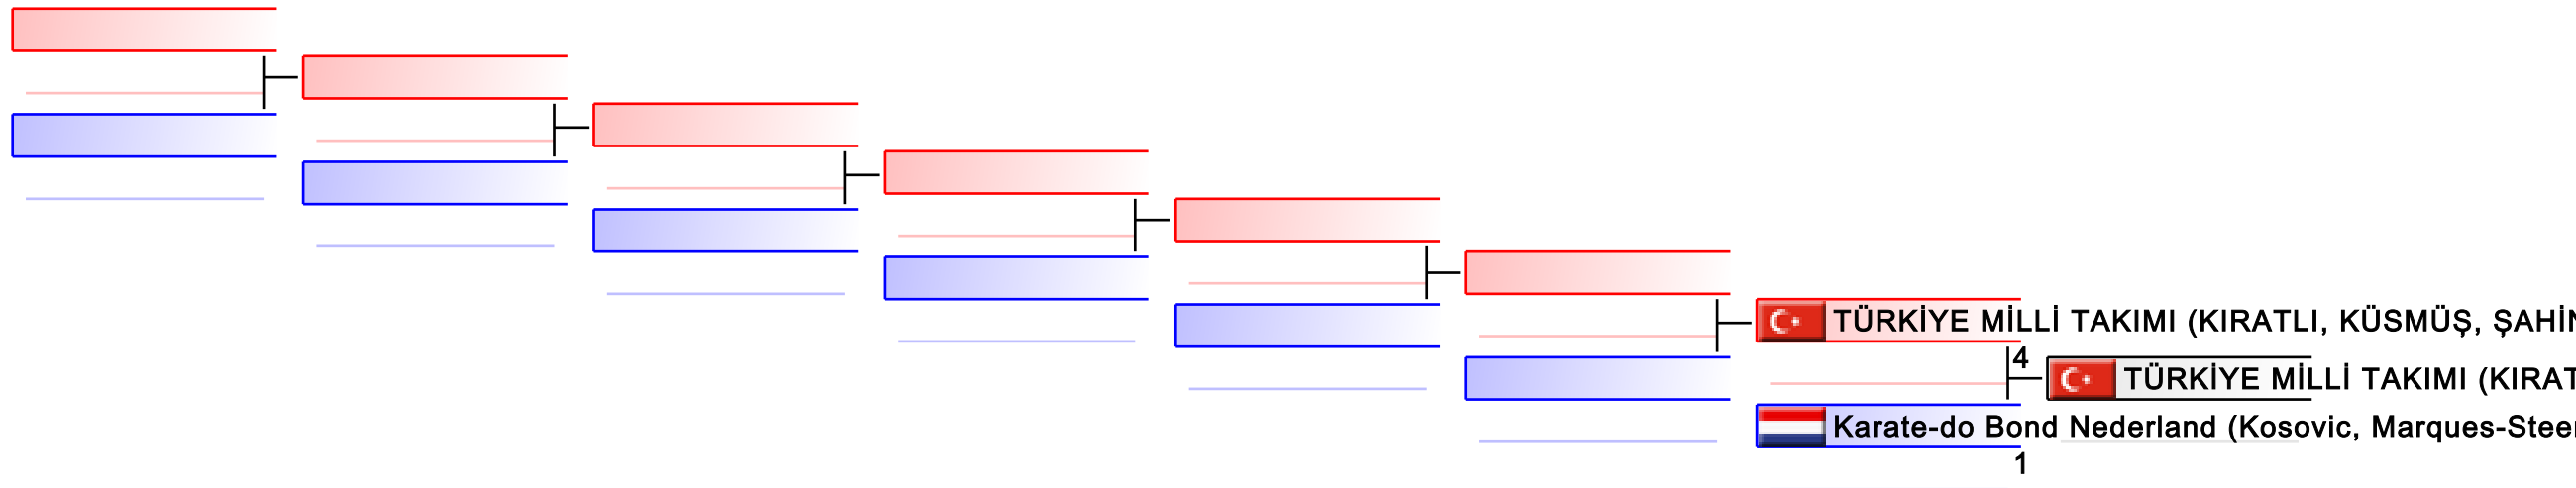 TÜRKİYE MİLLİ TAKIMI (KIRATLI, KÜSMÜŞ, ŞAHİN
4
TÜRKİYE MİLLİ TAKIMI (KIRAT
Karate-do Bond Nederland (Kosovic, Marques-Steen
1